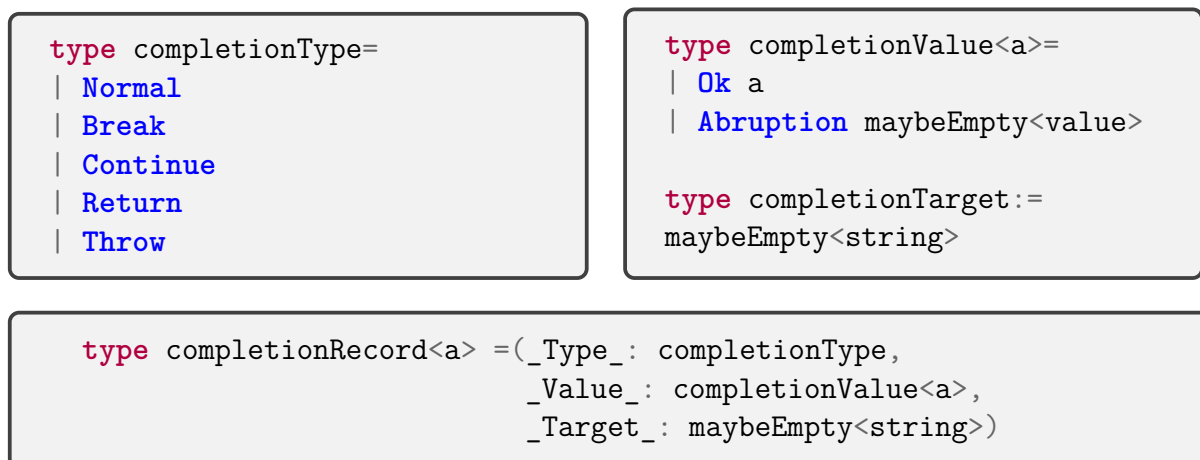 type completionType=
| Normal
| Break
| Continue
| Return
| Throw
type completionValue<a>=
| Ok a
| Abruption maybeEmpty<value>
type completionTarget:=
maybeEmpty<string>
type completionRecord<a> =(_Type_: completionType,
_Value_: completionValue<a>,
_Target_: maybeEmpty<string>)